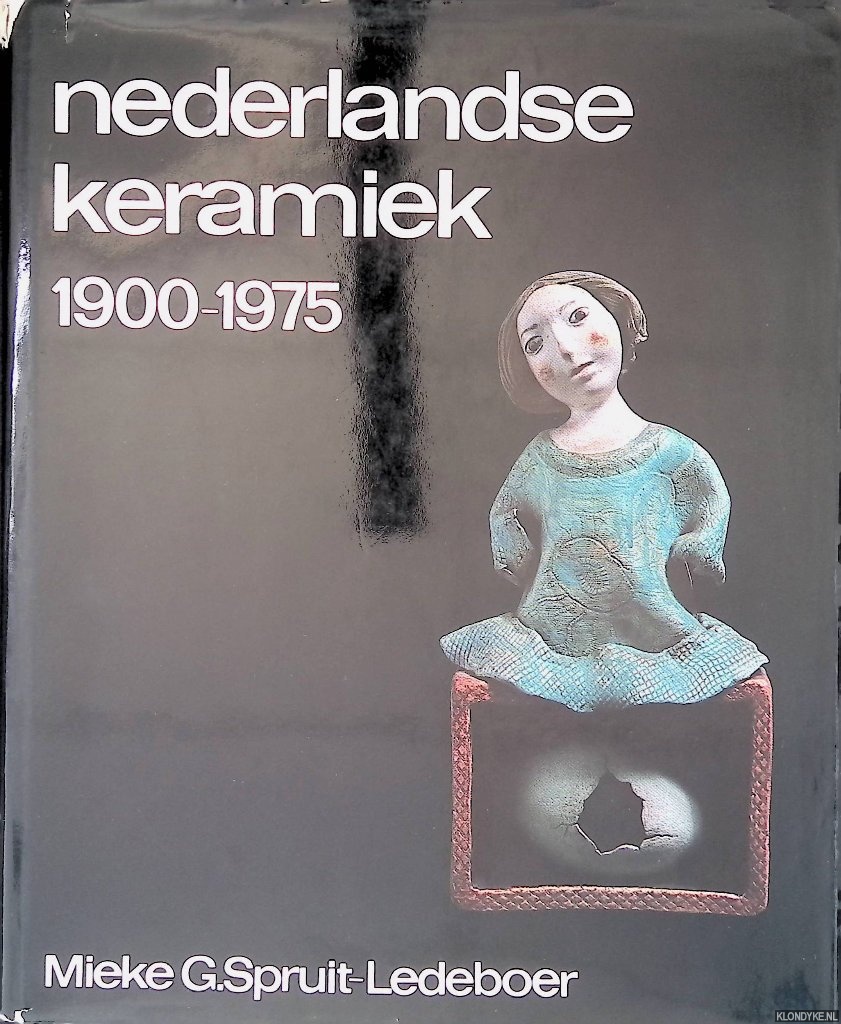 nederlandse
keramiek
1900-1975
Mieke G.Spruit-Ledeboer
KLONDYKE.NL